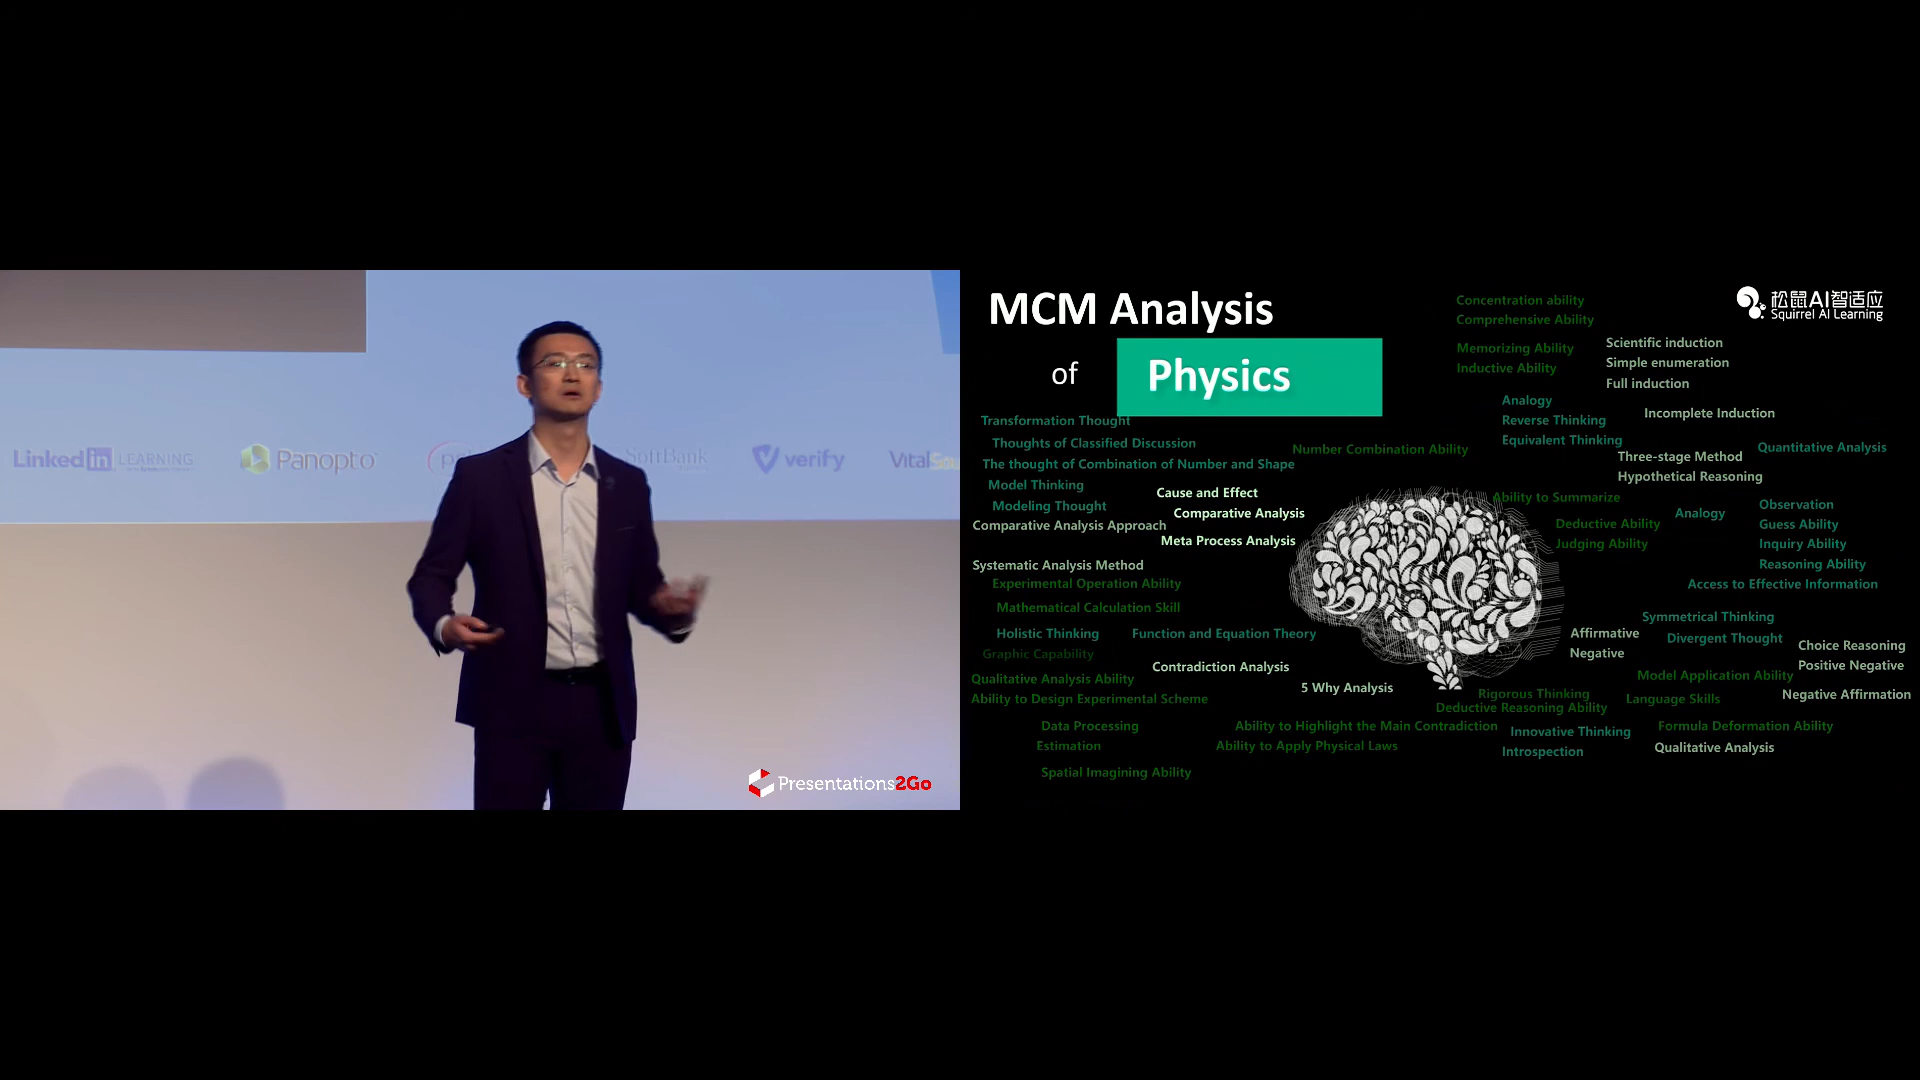 LinkedIn LEARNING
Panopto
SoftBank
verify
VitalSource
Presentations2Go
MCM Analysis
of
Physics
松鼠AI智适应
Squirrel AI Learning
Concentration ability
Comprehensive Ability
Memorizing Ability
Inductive Ability
Scientific induction
Simple enumeration
Full induction
Analogy
Reverse Thinking
Equivalent Thinking
Incomplete Induction
Quantitative Analysis
Three-stage Method
Hypothetical Reasoning
Transformation Thought
Thoughts of Classified Discussion
The thought of Combination of Number and Shape
Model Thinking
Modeling Thought
Number Combination Ability
Cause and Effect
Comparative Analysis
Comparative Analysis Approach
Meta Process Analysis
Ability to Summarize
Deductive Ability
Judging Ability
Analogy
Observation
Guess Ability
Inquiry Ability
Reasoning Ability
Access to Effective Information
Systematic Analysis Method
Experimental Operation Ability
Mathematical Calculation Skill
Holistic Thinking
Function and Equation Theory
Graphic Capability
Contradiction Analysis
Qualitative Analysis Ability
5 Why Analysis
Ability to Design Experimental Scheme
Symmetrical Thinking
Affirmative
Negative
Divergent Thought
Choice Reasoning
Positive Negative
Model Application Ability
Rigorous Thinking
Language Skills
Negative Affirmation
Deductive Reasoning Ability
Data Processing
Estimation
Ability to Highlight the Main Contradiction
Ability to Apply Physical Laws
Innovative Thinking
Introspection
Formula Deformation Ability
Qualitative Analysis
Spatial Imagining Ability